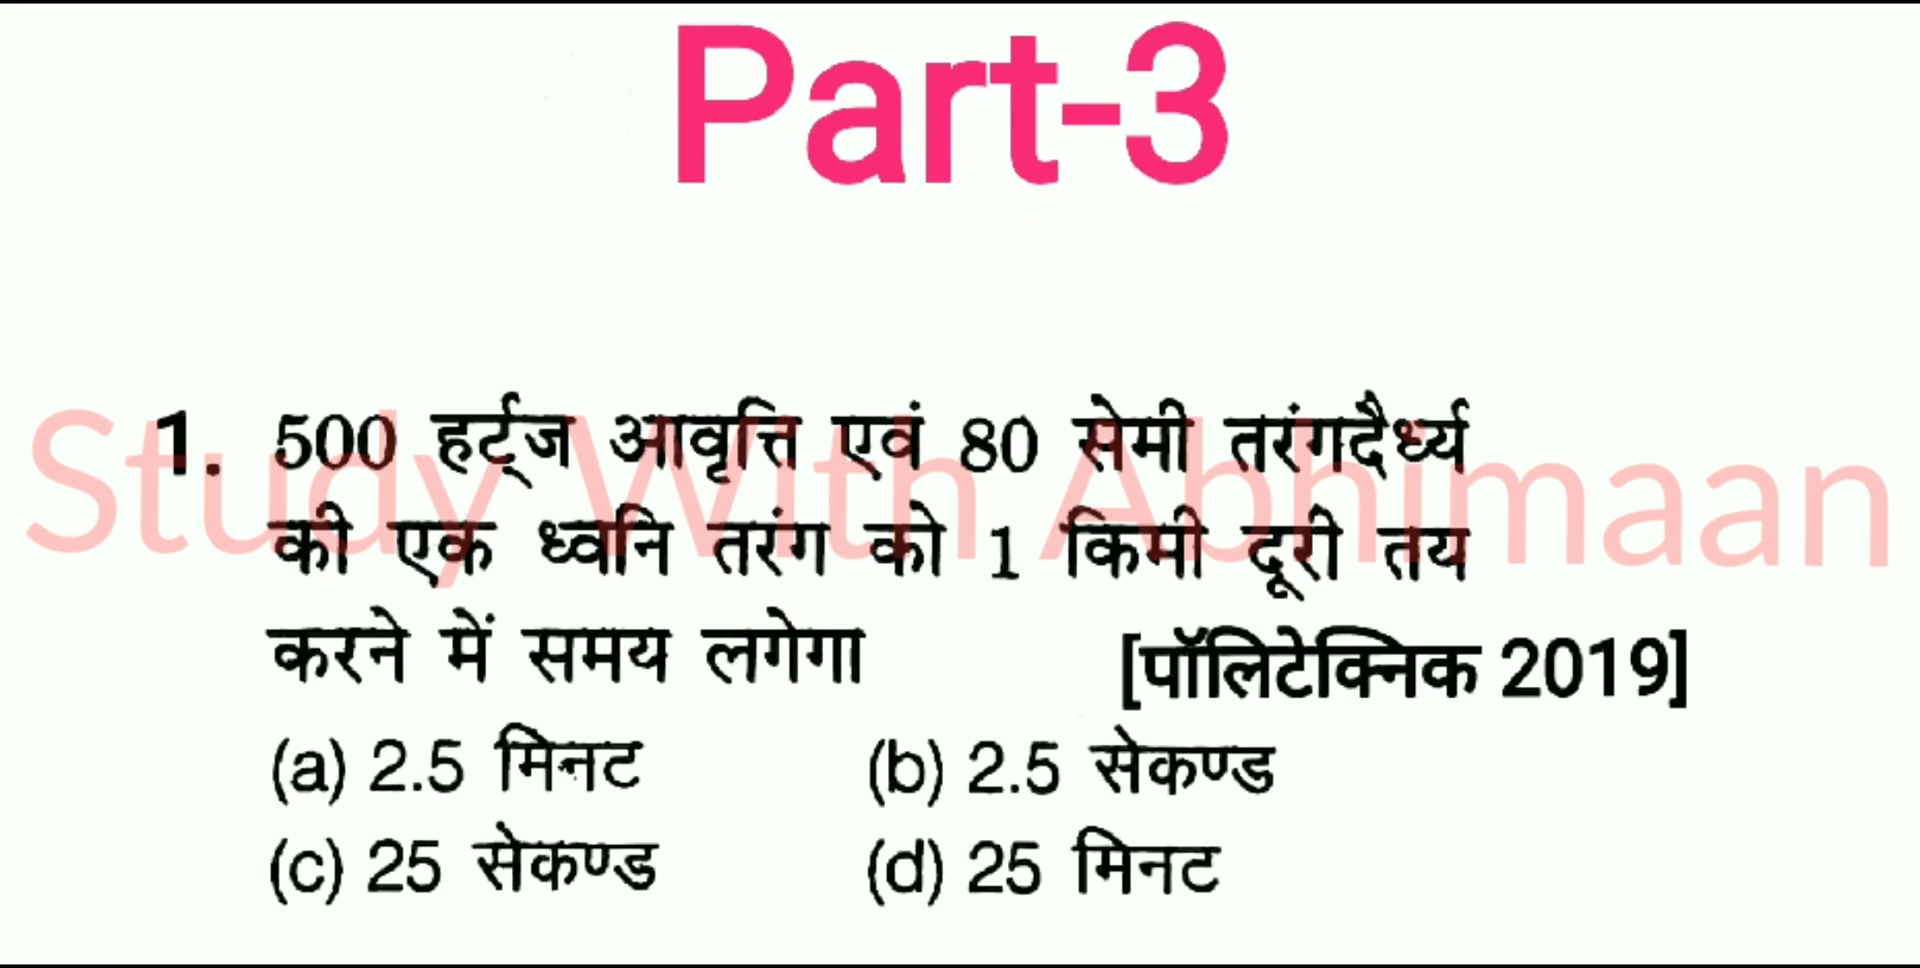 Part-3
1. 500 हर्ट्ज आवृत्ति एवं 80 सेमी तरंगदैर्ध्य
की एक ध्वनि तरंग को 1 किमी दूरी तय
करने में समय लगेगा [पॉलिटेक्निक 2019]
(a) 2.5 मिनट (b) 2.5 सेकण्ड
(c) 25 सेकण्ड (d) 25 मिनट
Study With Abhimaan